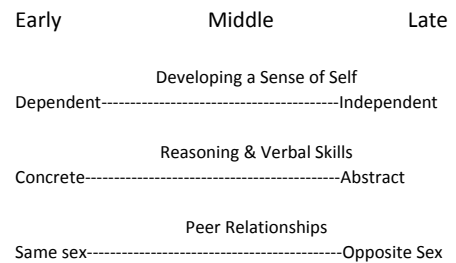 Early Middle Late
Developing a Sense of Self
Dependent-----------------------------------------Independent
Reasoning & Verbal Skills
Concrete--------------------------------------------Abstract
Peer Relationships
Same sex--------------------------------------------Opposite Sex